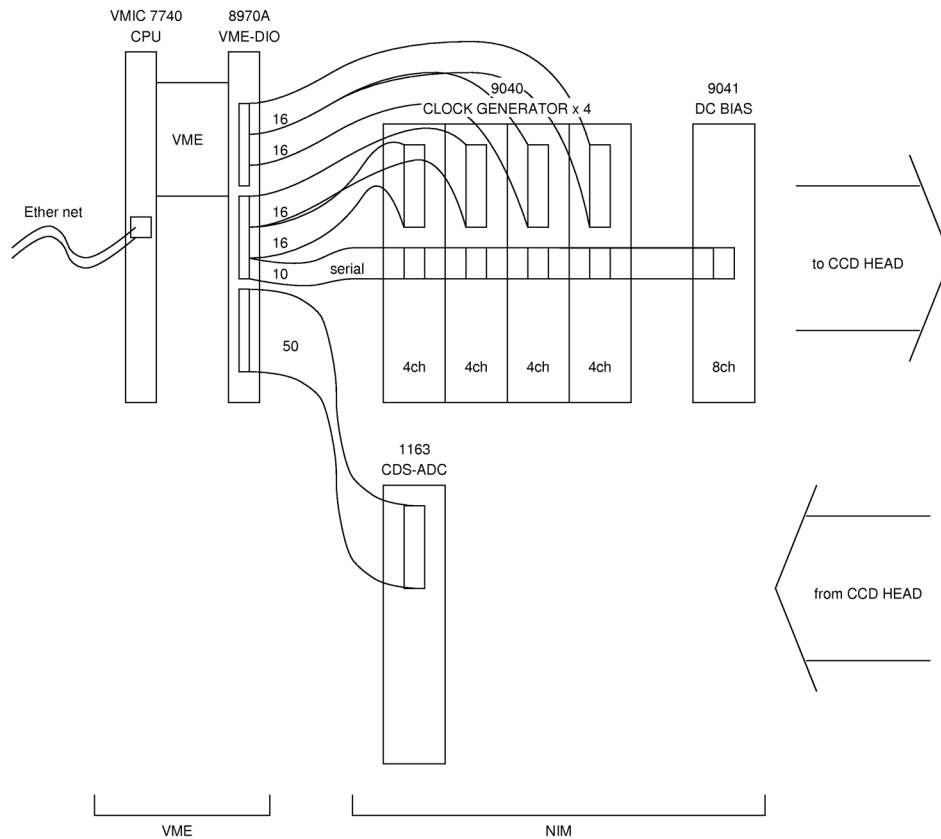 VMIC 7740
CPU
8970A
VME-DIO
9040
CLOCK GENERATOR x 4
9041
DC BIAS
VME
16
16
16
16
10
serial
50
Ether net
4ch
4ch
4ch
4ch
8ch
to CCD HEAD
1163
CDS-ADC
from CCD HEAD
VME
NIM